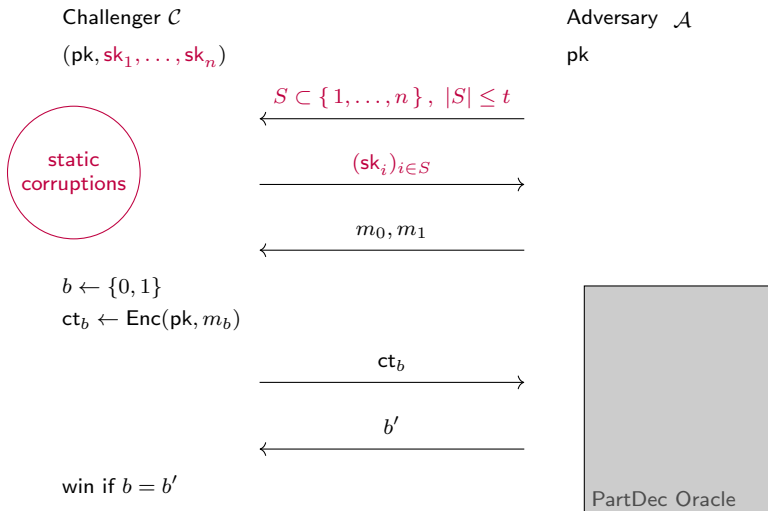 Challenger 𝒞 Adversary 𝒜
(pk, sk₁, . . . , skₙ) pk
S ⊂ { 1, . . . , n } , |S| ≤ t
static
corruptions
(skᵢ)ᵢ∈S
m₀, m₁
b ← {0, 1}
ct_b ← Enc(pk, m_b)
ct_b
b′
win if b = b′
PartDec Oracle